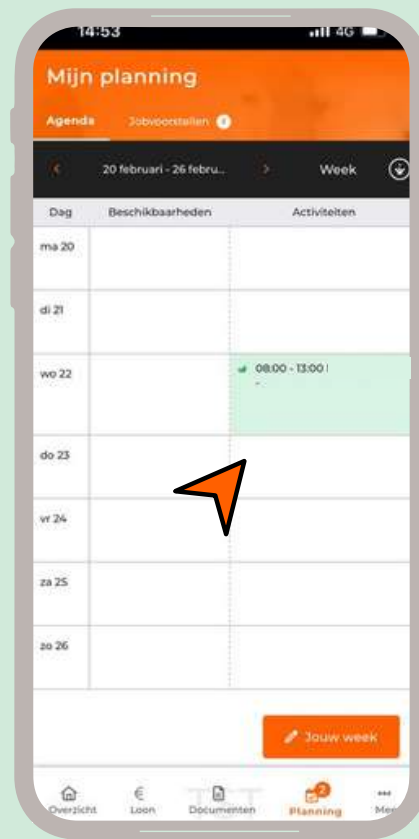 14:53 4G
Mijn planning
Agenda Jobvoorstellen
20 februari - 26 febru... Week
Dag Beschikbaarheden Activiteiten
ma 20
di 21
wo 22 08:00 - 13:00
-
do 23
vr 24
za 25
zo 26
Jouw week
2
Overzicht Loon Documenten Planning Mee